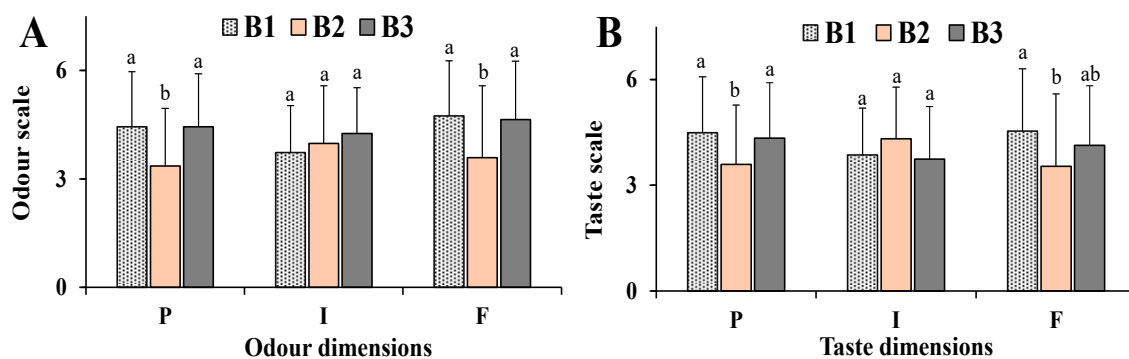 A
B1 B2 B3
a b a a a a a b a
6
3
0
Odour scale
P I F
Odour dimensions
B
B1 B2 B3
a b a a a a a b ab
6
3
0
Taste scale
P I F
Taste dimensions